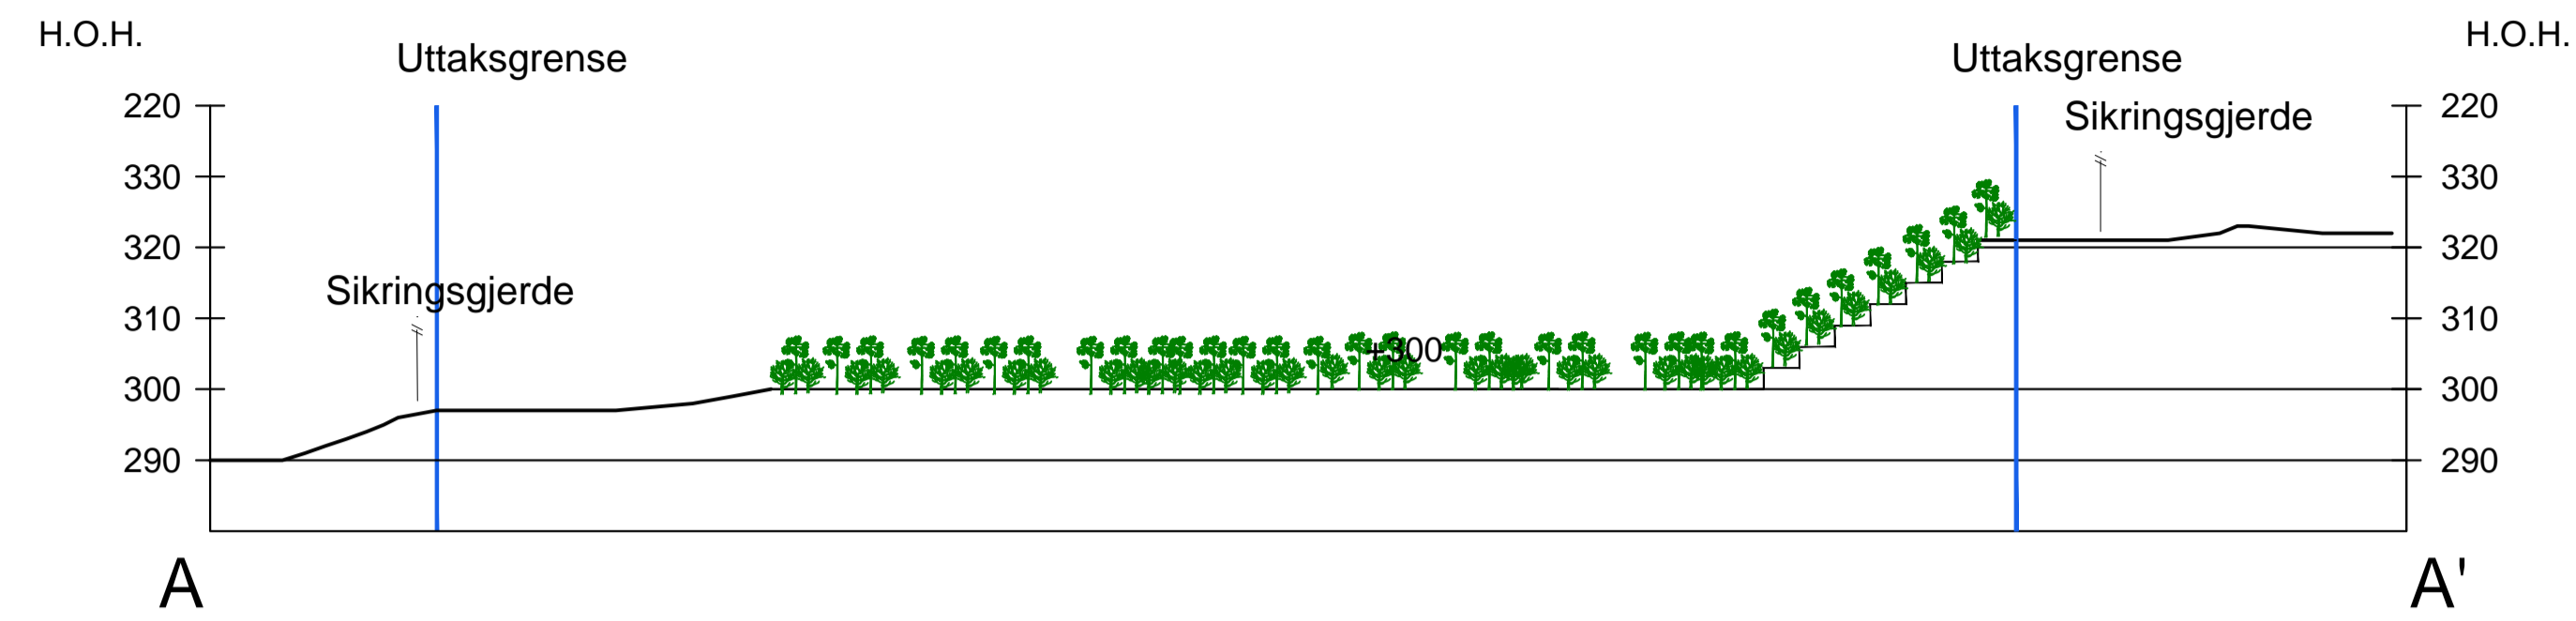 H.O.H.
H.O.H.
Uttaksgrense
Uttaksgrense
220
Sikringsgjerde
220
330
330
320
320
Sikringsgjerde
310
310
+300
300
300
290
290
A
A'